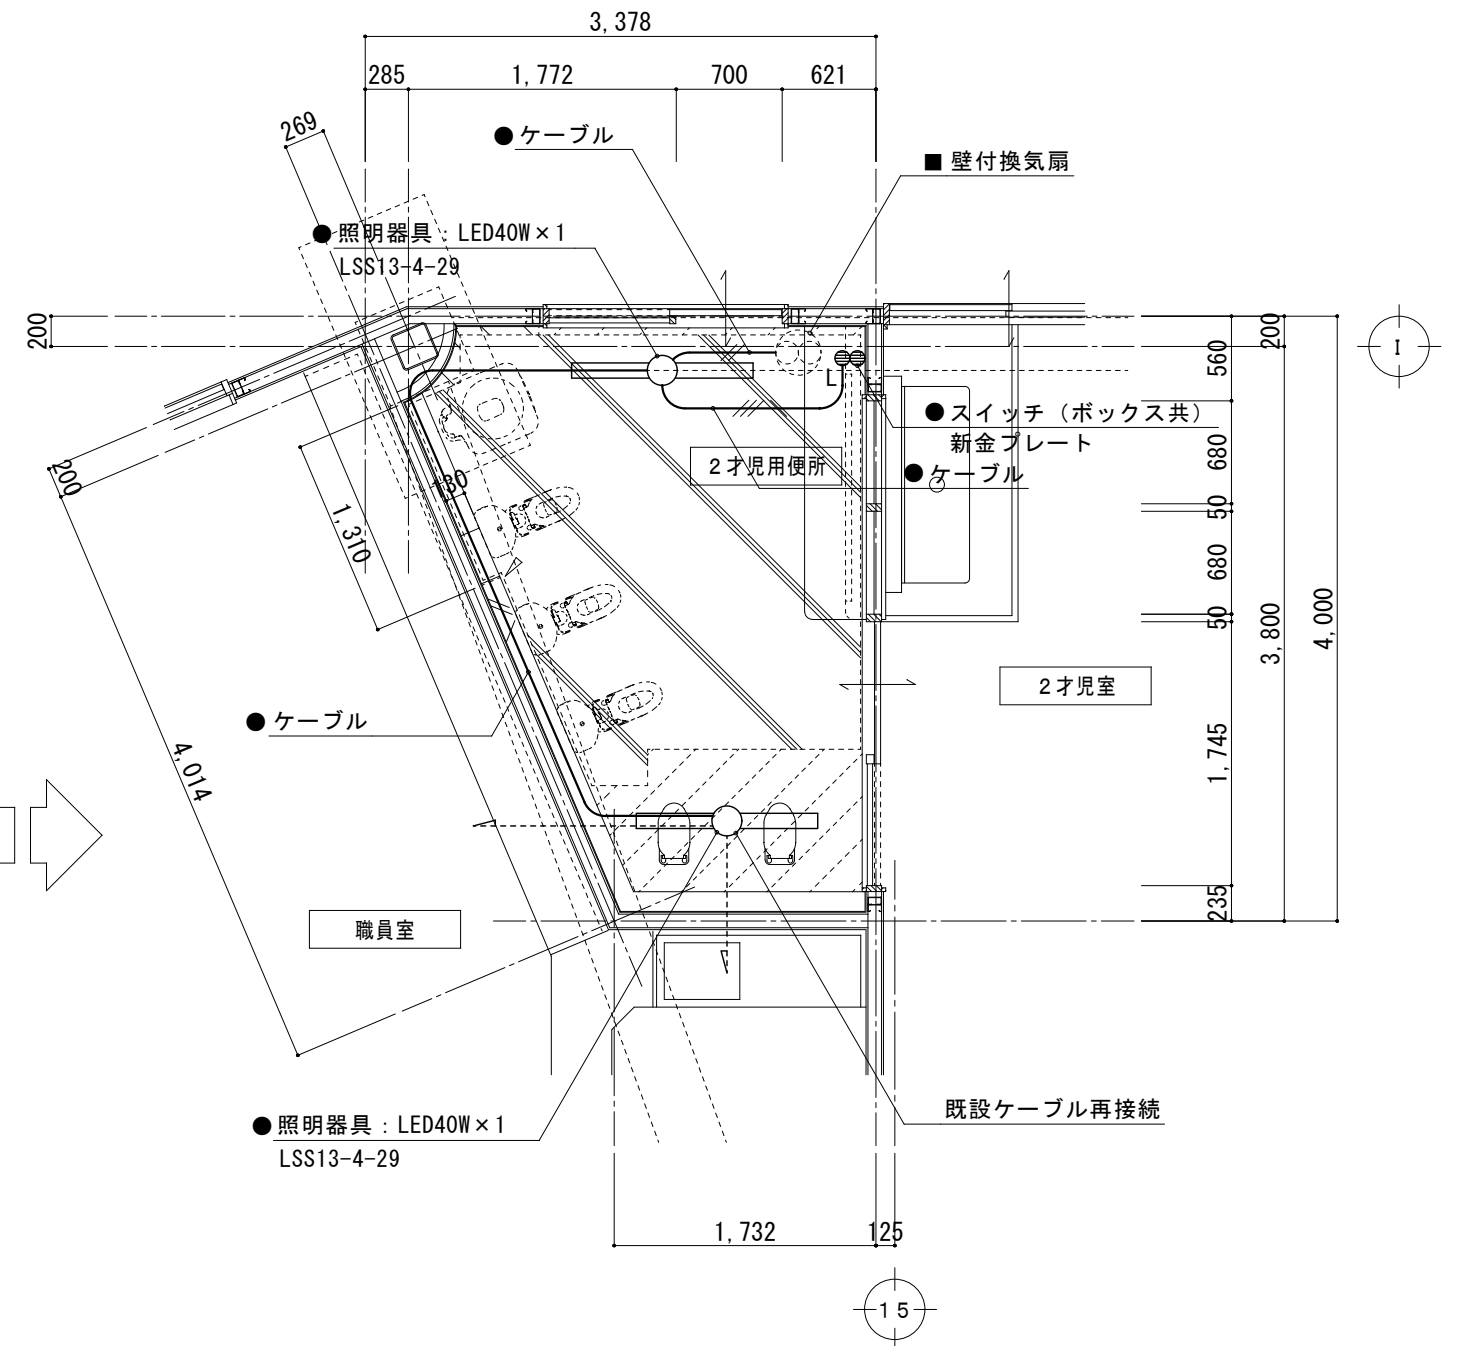 3,378
285
1,772
700
621
269
● ケーブル
■ 壁付換気扇
● 照明器具：LED40W×1
LSS13-4-29
200
200
560
I
● スイッチ（ボックス共）
新金プレート
680
２才児用便所
● ケーブル
200
130
50
1,310
680
50
3,800
4,000
２才児室
● ケーブル
4,014
1,745
235
職員室
● 照明器具：LED40W×1
LSS13-4-29
既設ケーブル再接続
1,732
125
15
L